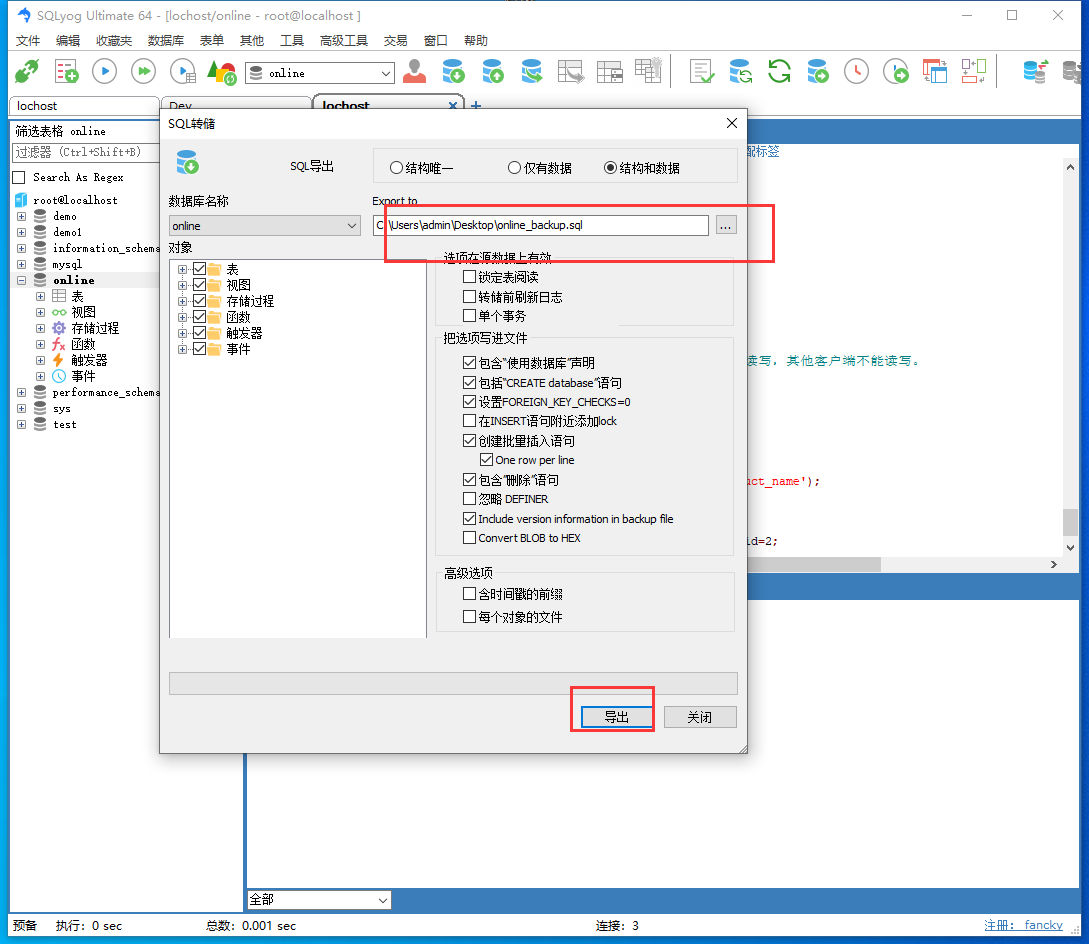 SQLyog Ultimate 64 - [lochost/online - root@localhost ]
文件 编辑 收藏夹 数据库 表单 其他 工具 高级工具 交易 窗口 帮助
online
lochost Dev lochost
筛选表格 online
过滤器 (Ctrl+Shift+B)
Search As Regex
root@localhost
demo
demo1
information_schema
mysql
online
表
视图
存储过程
函数
触发器
事件
performance_schema
sys
test
SQL转储
SQL导出
结构唯一 仅有数据 结构和数据
数据库名称
online
Export to
C:\Users\admin\Desktop\online_backup.sql
...
对象
表
视图
存储过程
函数
触发器
事件
选项在源数据上有效
锁定表阅读
转储前刷新日志
单个事务
把选项写进文件
包含"使用数据库"声明
包括"CREATE database"语句
设置FOREIGN_KEY_CHECKS=0
在INSERT语句附近添加lock
创建批量插入语句
One row per line
包含"删除"语句
忽略 DEFINER
Include version information in backup file
Convert BLOB to HEX
高级选项
含时间戳的前缀
每个对象的文件
导出 关闭
配标签
读写，其他客户端不能读写。
uct_name');
id=2;
全部
预备 执行：0 sec 总数：0.001 sec 连接：3 注册： fancky